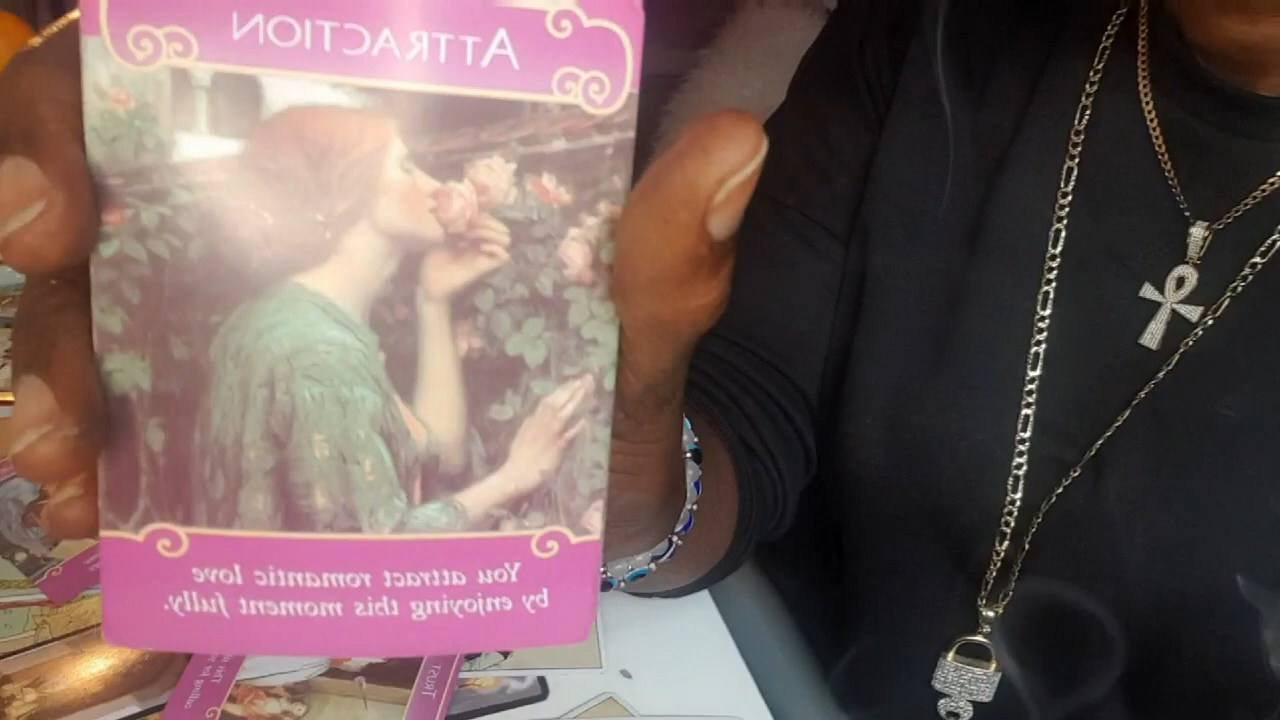 ATTRACTION
You attract romantic love
by enjoying this moment fully.
TRUST